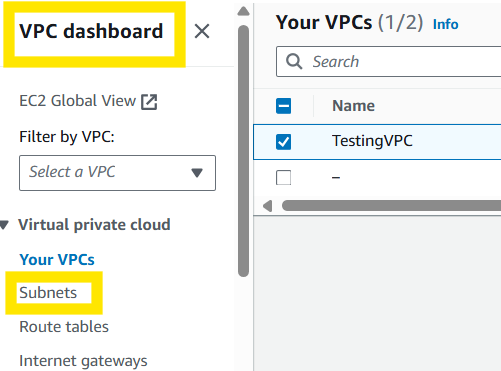 VPC dashboard
EC2 Global View
Filter by VPC:
Select a VPC
Virtual private cloud
Your VPCs
Subnets
Route tables
Internet gateways
Your VPCs (1/2) Info
Search
Name
TestingVPC
–